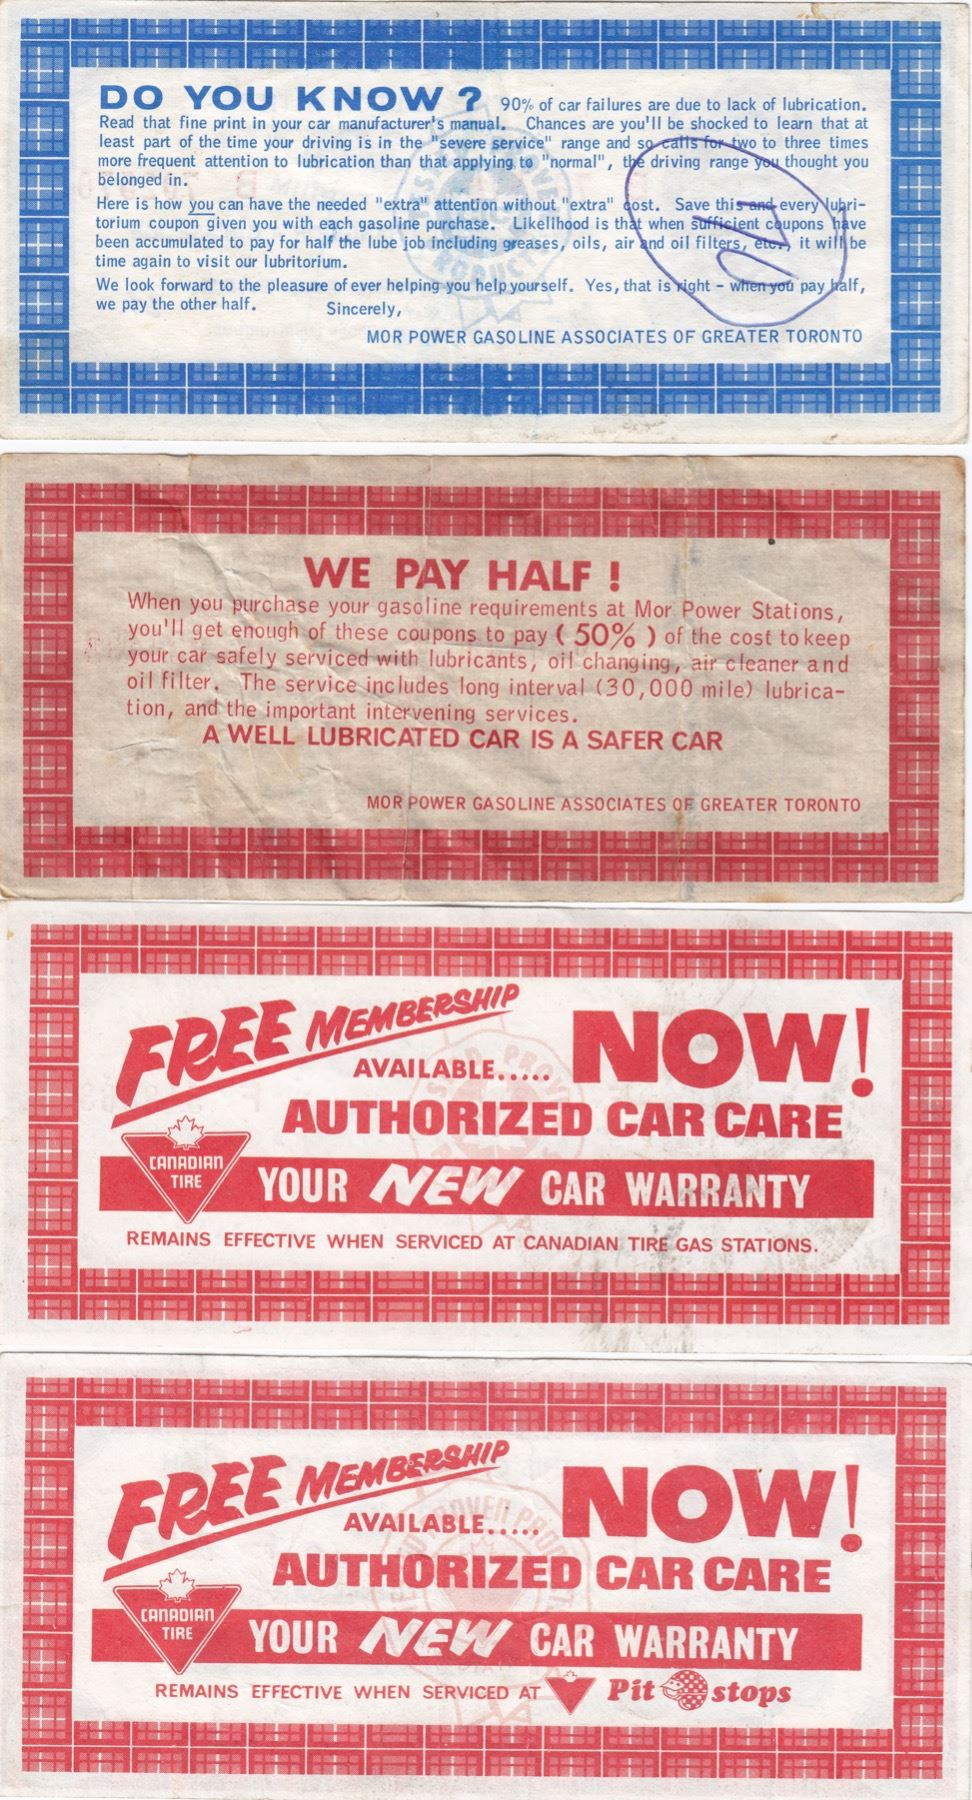 DO YOU KNOW ? 90% of car failures are due to lack of lubrication.
Read that fine print in your car manufacturer's manual. Chances are you'll be shocked to learn that at
least part of the time your driving is in the "severe service" range and so calls for two to three times
more frequent attention to lubrication than that applying to "normal", the driving range you thought you
belonged in.
Here is how you can have the needed "extra" attention without "extra" cost. Save this and every lubri-
torium coupon given you with each gasoline purchase. Likelihood is that when sufficient coupons have
been accumulated to pay for half the lube job including greases, oils, air and oil filters, etc., it will be
time again to visit our lubritorium.
We look forward to the pleasure of ever helping you help yourself. Yes, that is right - when you pay half,
we pay the other half. Sincerely,
MOR POWER GASOLINE ASSOCIATES OF GREATER TORONTO
WE PAY HALF !
When you purchase your gasoline requirements at Mor Power Stations,
you'll get enough of these coupons to pay ( 50% ) of the cost to keep
your car safely serviced with lubricants, oil changing, air cleaner and
oil filter. The service includes long interval (30,000 mile) lubrica-
tion, and the important intervening services.
A WELL LUBRICATED CAR IS A SAFER CAR
MOR POWER GASOLINE ASSOCIATES OF GREATER TORONTO
FREE MEMBERSHIP
AVAILABLE..... NOW!
AUTHORIZED CAR CARE
CANADIAN
TIRE
YOUR NEW CAR WARRANTY
REMAINS EFFECTIVE WHEN SERVICED AT CANADIAN TIRE GAS STATIONS.
FREE MEMBERSHIP
AVAILABLE..... NOW!
AUTHORIZED CAR CARE
CANADIAN
TIRE
YOUR NEW CAR WARRANTY
REMAINS EFFECTIVE WHEN SERVICED AT Pit stops